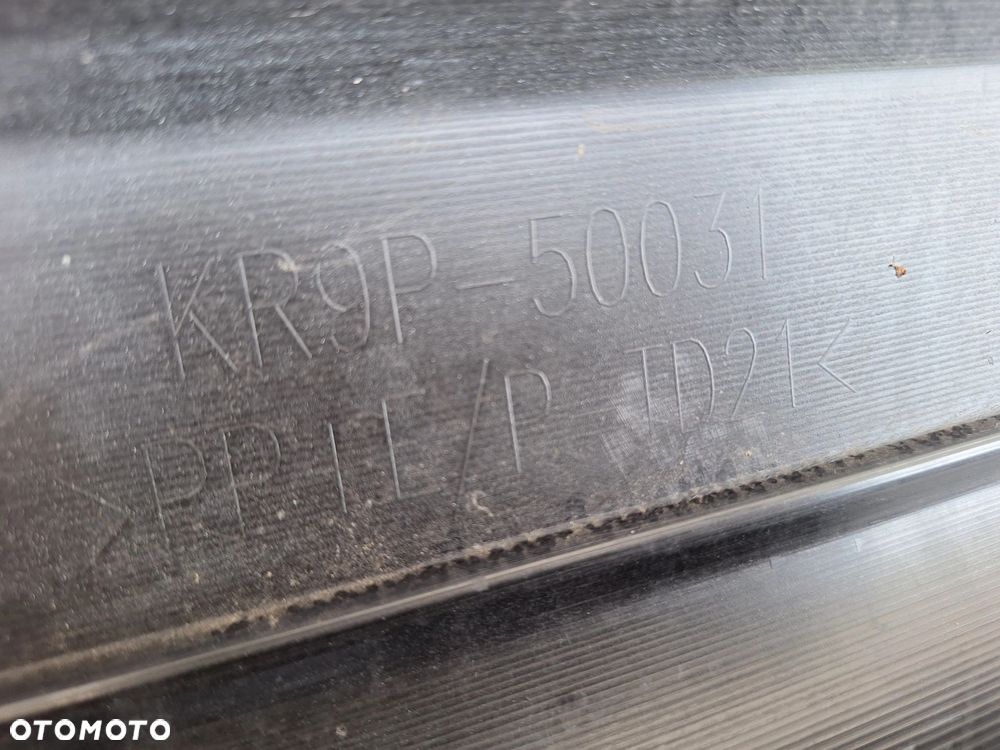 KR9P-50031
>PP+E/P-TD21<
OTOMOTO